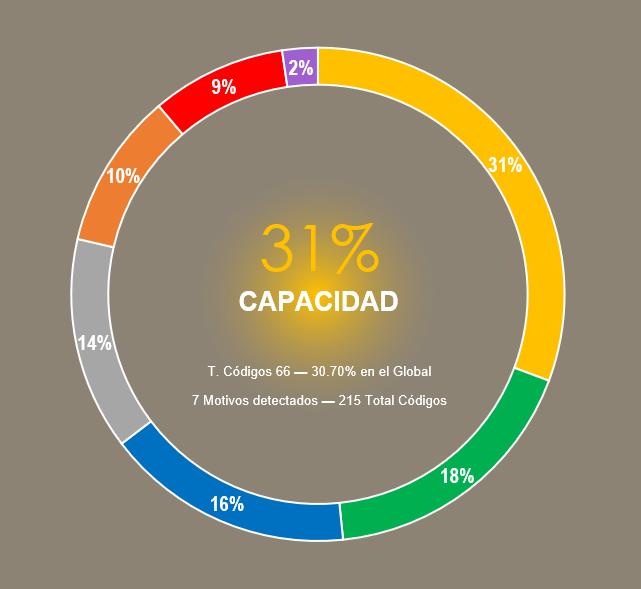 2%
9%
31%
10%
31%
CAPACIDAD
14%
T. Códigos 66 — 30.70% en el Global
7 Motivos detectados — 215 Total Códigos
18%
16%